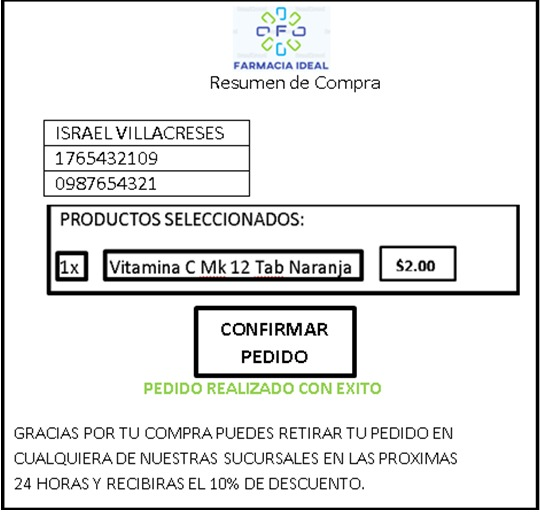 FARMACIA IDEAL
Resumen de Compra
ISRAEL VILLACRESES
1765432109
0987654321
PRODUCTOS SELECCIONADOS:
1x Vitamina C Mk 12 Tab Naranja $2.00
CONFIRMAR
PEDIDO
PEDIDO REALIZADO CON EXITO
GRACIAS POR TU COMPRA PUEDES RETIRAR TU PEDIDO EN
CUALQUIERA DE NUESTRAS SUCURSALES EN LAS PROXIMAS
24 HORAS Y RECIBIRAS EL 10% DE DESCUENTO.